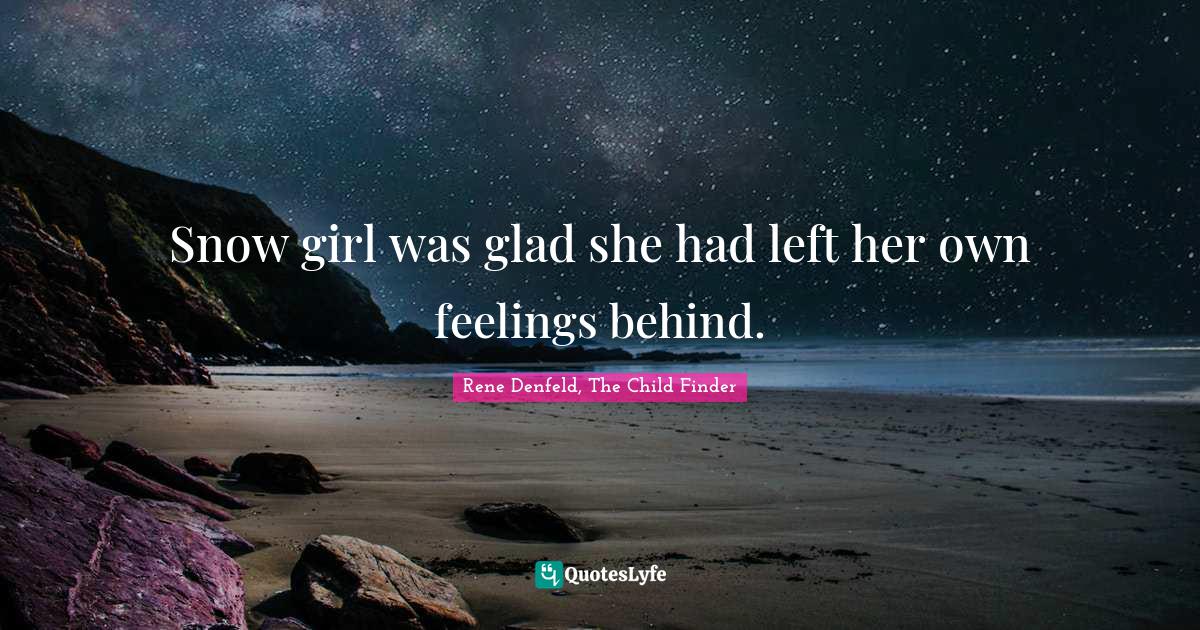 Snow girl was glad she had left her own
feelings behind.
Rene Denfeld, The Child Finder
QuotesLyfe